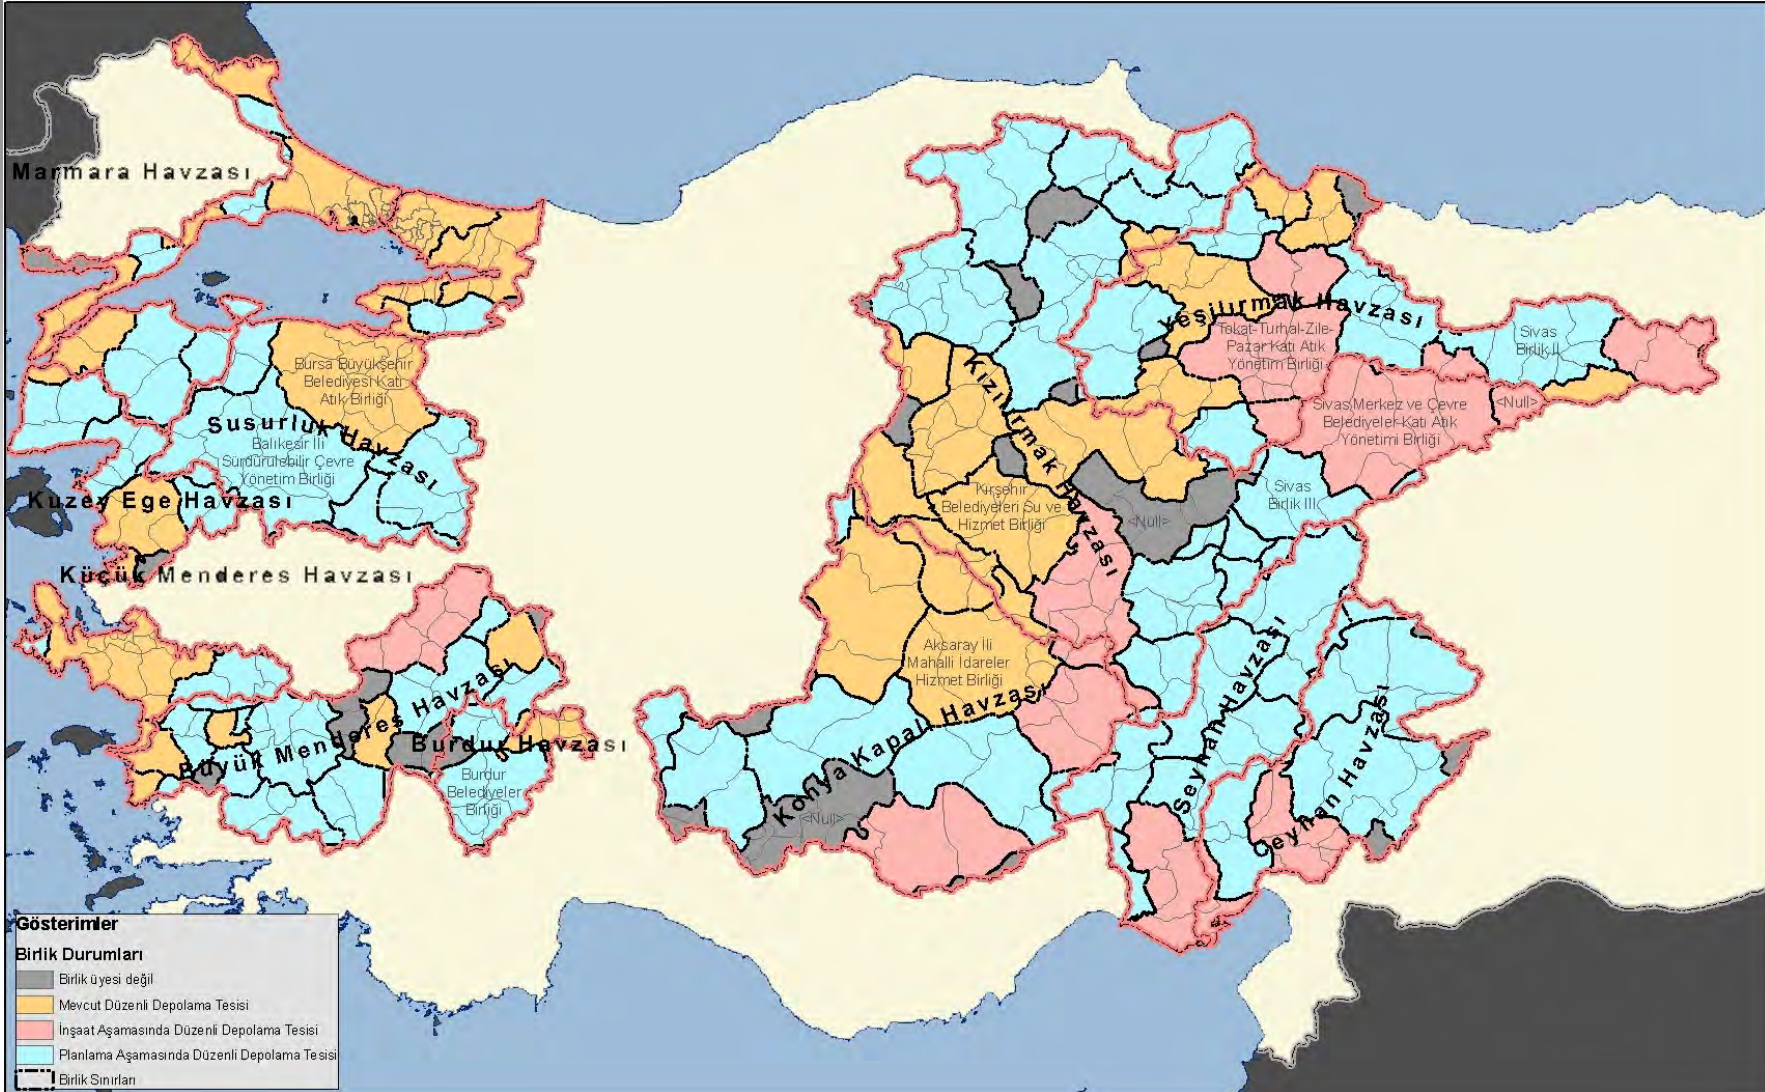 Marmara Havzası
Yeşilırmak Havzası
Tokat-Turhal-Zile-
Pazar Katı Atık
Yönetim Birliği
Sivas
Birlik II
Bursa Büyükşehir
Belediyesi Katı
Atık Birliği
Kızılırmak Havzası
Sivas Merkez ve Çevre
Belediyeler Katı Atık
Yönetimi Birliği
<Null>
Susurluk Havzası
Balıkesir İli
Sürdürülebilir Çevre
Yönetim Birliği
Kuzey Ege Havzası
Kırşehir
Belediyeleri Su ve
Hizmet Birliği
<Null>
Sivas
Birlik III
Küçük Menderes Havzası
Aksaray İli
Mahalli İdareler
Hizmet Birliği
Büyük Menderes Havzası
Burdur Havzası
Burdur
Belediyeler
Birliği
Konya Kapalı Havzası
<Null>
Seyhan Havzası
Ceyhan Havzası
Gösterimler
Birlik Durumları
Birlik üyesi değil
Mevcut Düzenli Depolama Tesisi
İnşaat Aşamasında Düzenli Depolama Tesisi
Planlama Aşamasında Düzenli Depolama Tesisi
Birlik Sınırları